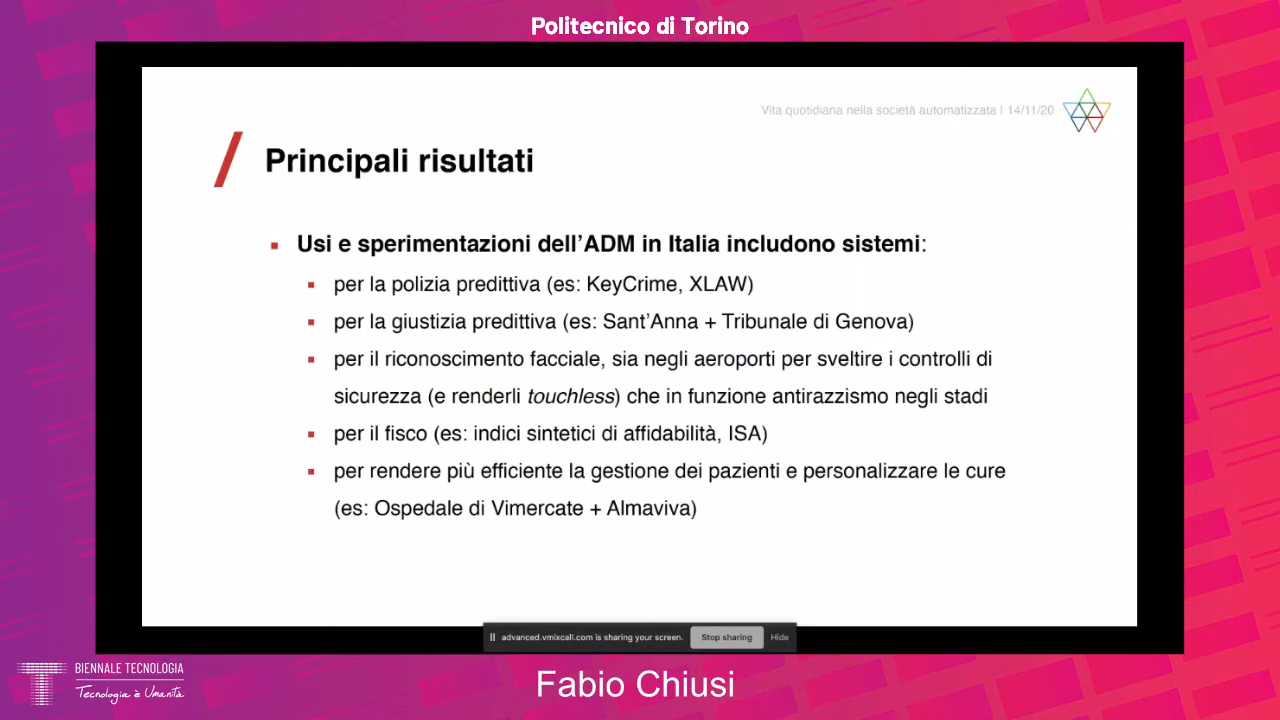 Politecnico di Torino
Vita quotidiana nella società automatizzata | 14/11/20
Principali risultati
Usi e sperimentazioni dell'ADM in Italia includono sistemi:
per la polizia predittiva (es: KeyCrime, XLAW)
per la giustizia predittiva (es: Sant'Anna + Tribunale di Genova)
per il riconoscimento facciale, sia negli aeroporti per sveltire i controlli di
sicurezza (e renderli touchless) che in funzione antirazzismo negli stadi
per il fisco (es: indici sintetici di affidabilità, ISA)
per rendere più efficiente la gestione dei pazienti e personalizzare le cure
(es: Ospedale di Vimercate + Almaviva)
advanced.vmixcall.com is sharing your screen. Stop sharing Hide
BIENNALE TECNOLOGIA
Tecnologia è Umanità
Fabio Chiusi